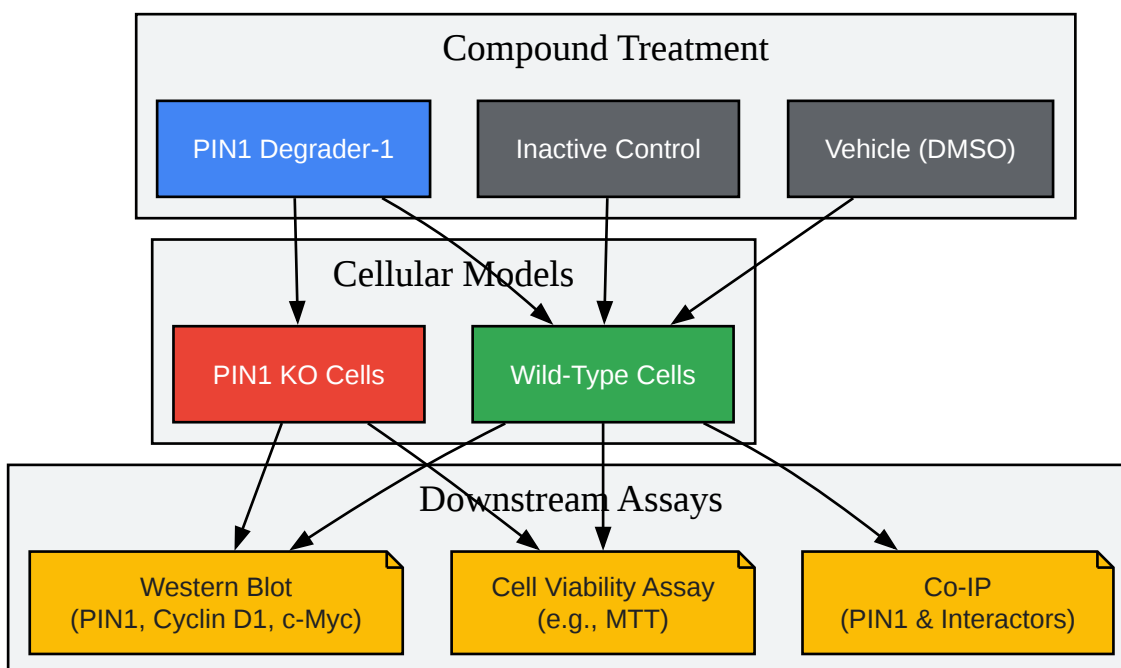 Compound Treatment
PIN1 Degrader-1
Inactive Control
Vehicle (DMSO)
Cellular Models
PIN1 KO Cells
Wild-Type Cells
Downstream Assays
Western Blot
(PIN1, Cyclin D1, c-Myc)
Cell Viability Assay
(e.g., MTT)
Co-IP
(PIN1 & Interactors)